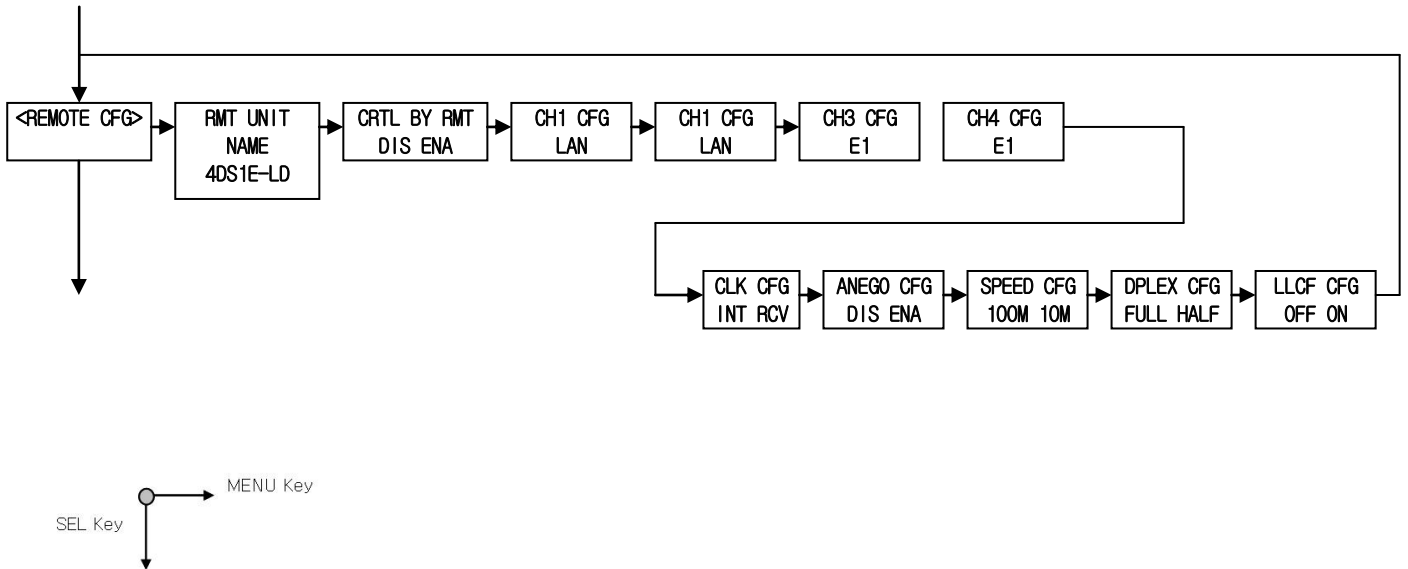 <REMOTE CFG>
RMT UNIT
NAME
4DS1E-LD
CRTL BY RMT
DIS ENA
CH1 CFG
LAN
CH1 CFG
LAN
CH3 CFG
E1
CH4 CFG
E1
CLK CFG
INT RCV
ANEGO CFG
DIS ENA
SPEED CFG
100M 10M
DPLEX CFG
FULL HALF
LLCF CFG
OFF ON
MENU Key
SEL Key